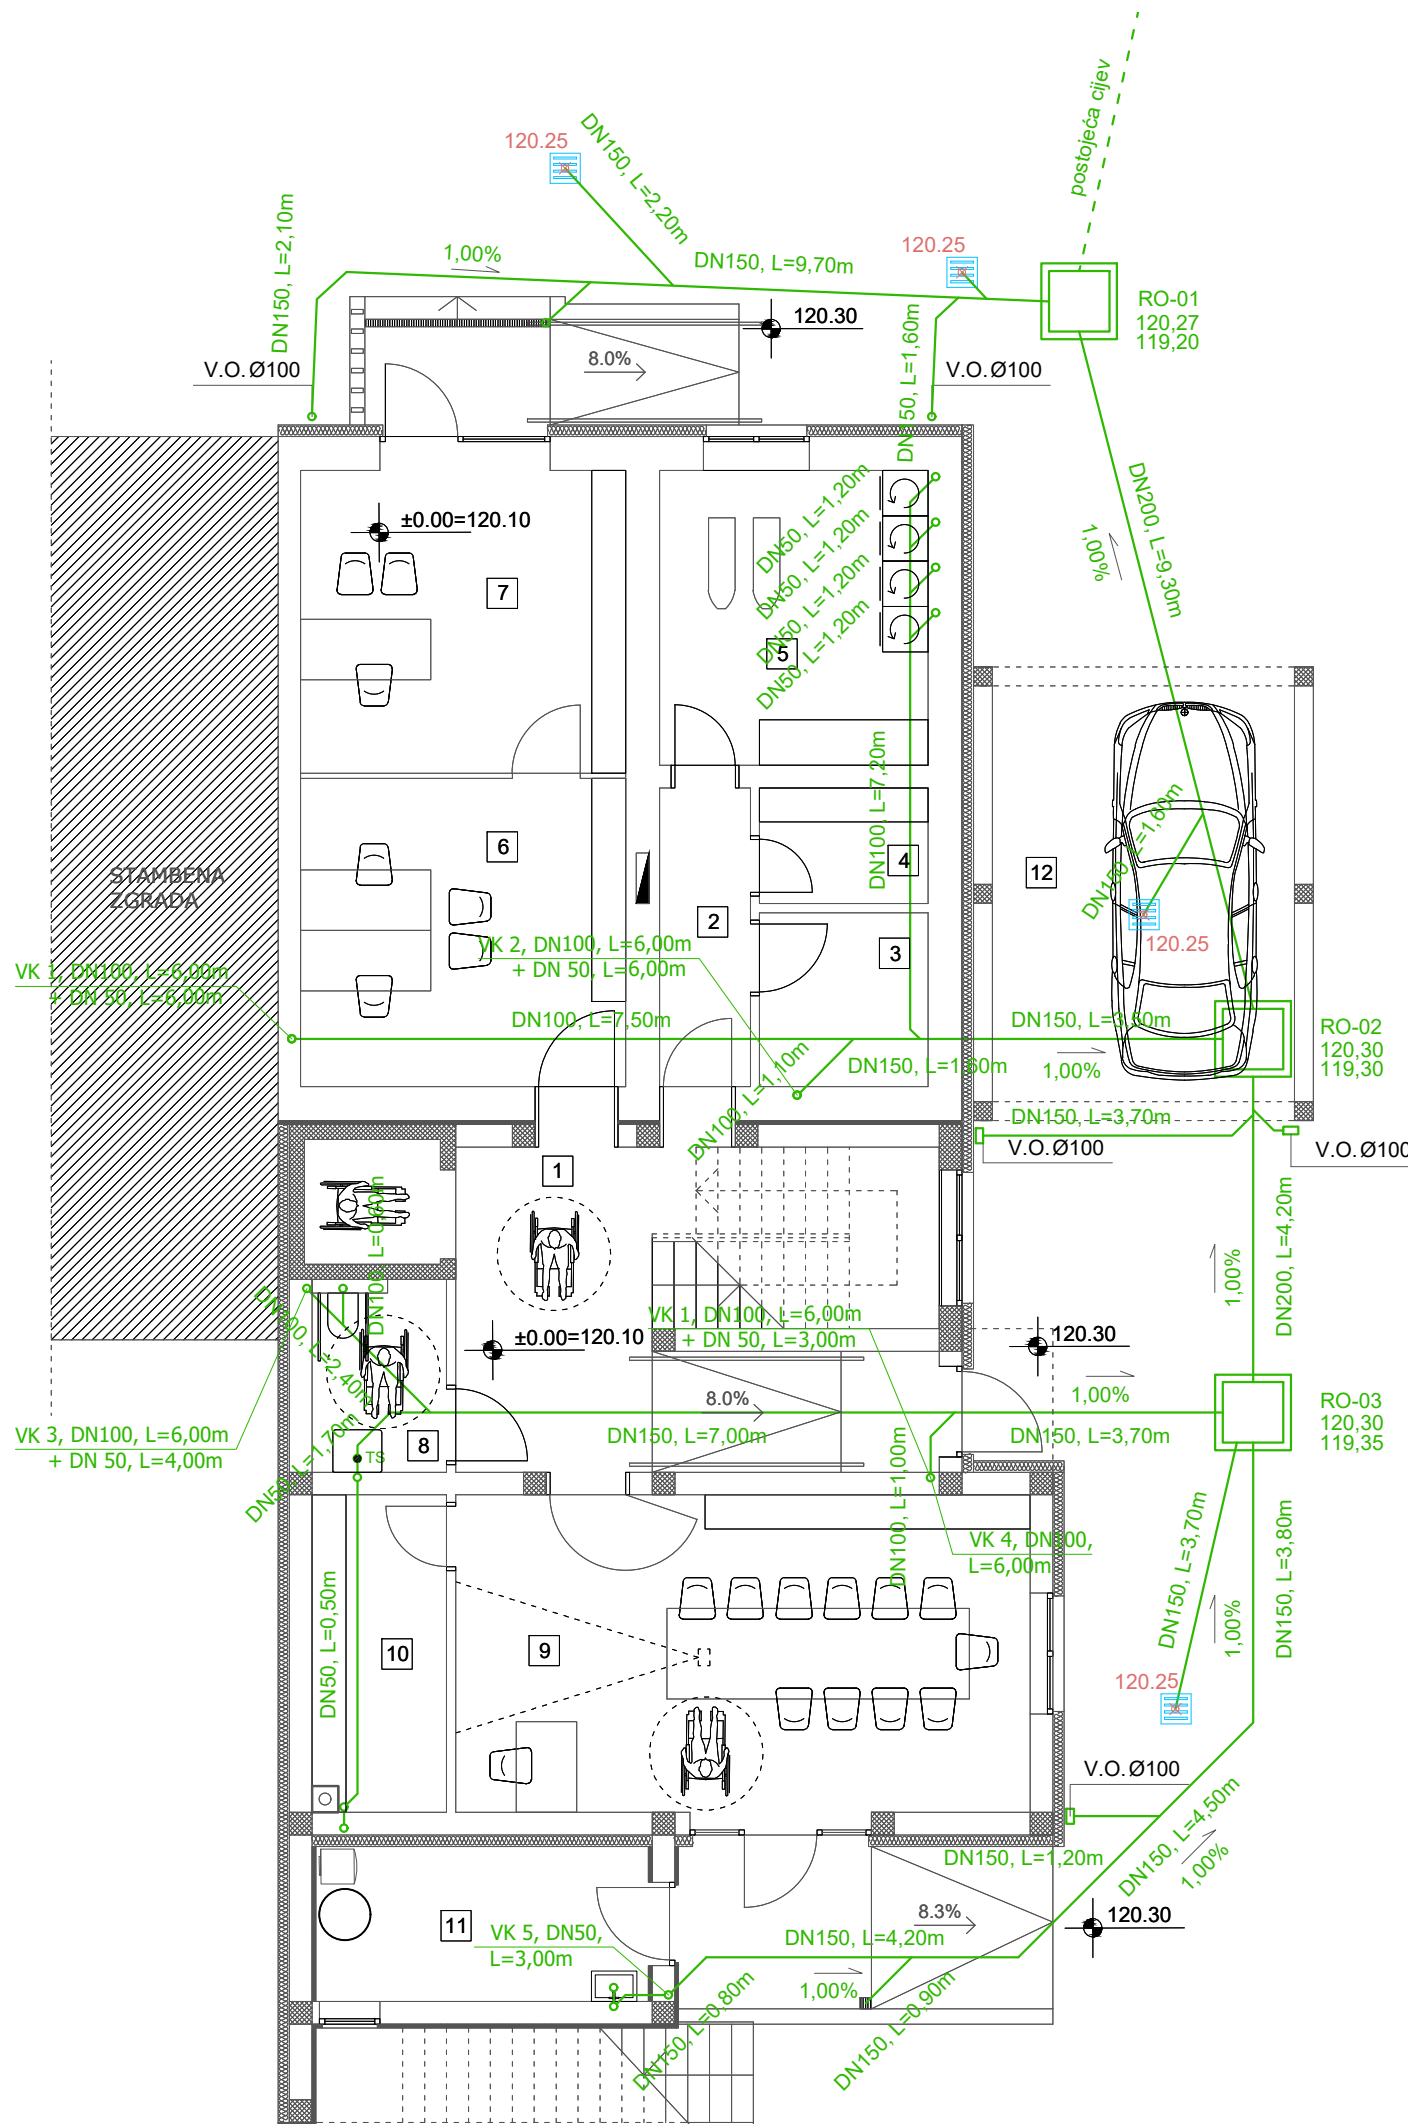 postojeća cijev
120.25
DN150, L=2,20m
DN150, L=2,10m
1,00%
DN150, L=9,70m
120.25
RO-01
120,27
119,20
120.30
DN150, L=1,60m
V.O. Ø100
8.0%
V.O. Ø100
DN200, L=9,30m
1,00%
±0.00=120.10
DN50, L=1,20m
DN50, L=1,20m
DN50, L=1,20m
DN50, L=1,20m
7
5
DN100, L=7,20m
DN150, L=1,60m
6
4
12
STAMBENA
ZGRADA
2
3
120.25
VK 2, DN100, L=6,00m
+ DN 50, L=6,00m
VK 1, DN100, L=6,00m
+ DN 50, L=6,00m
DN100, L=7,50m
DN150, L=3,50m
RO-02
120,30
119,30
DN150, L=1,60m
1,00%
DN100, L=1,10m
DN150, L=3,70m
V.O. Ø100
V.O. Ø100
1
DN100, L=0,60m
1,00%
DN200, L=4,20m
DN100, L=2,40m
VK 1, DN100, L=6,00m
+ DN 50, L=3,00m
±0.00=120.10
120.30
8.0%
1,00%
RO-03
120,30
119,35
VK 3, DN100, L=6,00m
+ DN 50, L=4,00m
8
TS
DN150, L=7,00m
DN150, L=3,70m
DN50, L=1,70m
DN100, L=1,00m
VK 4, DN100,
L=6,00m
DN150, L=3,70m
DN150, L=3,80m
1,00%
DN50, L=0,50m
10
9
120.25
V.O. Ø100
DN150, L=1,20m
DN150, L=4,50m
1,00%
11
VK 5, DN50,
L=3,00m
DN150, L=4,20m
8.3%
120.30
1,00%
DN150, L=0,80m
DN150, L=0,90m